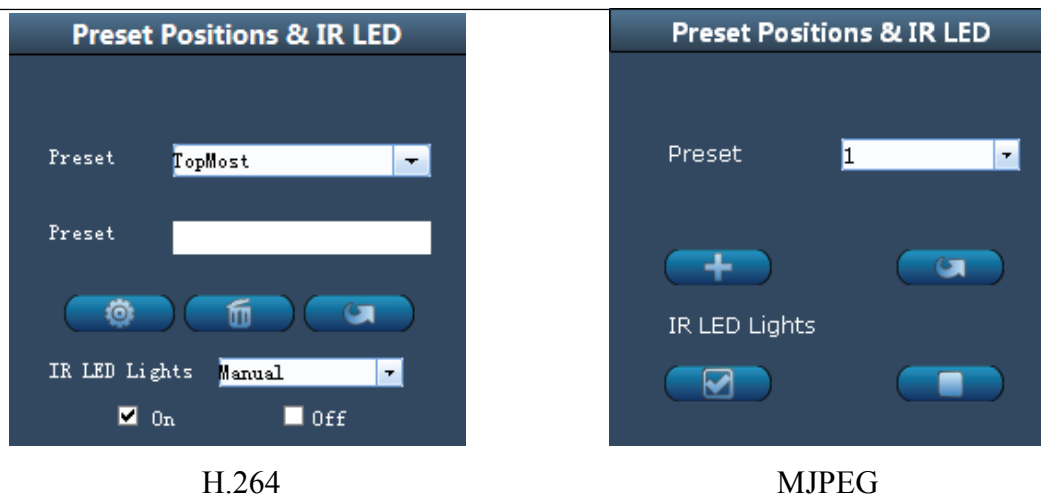 Preset Positions & IR LED
Preset TopMost
Preset
IR LED Lights Manual
On Off
H.264
Preset Positions & IR LED
Preset 1
IR LED Lights
MJPEG